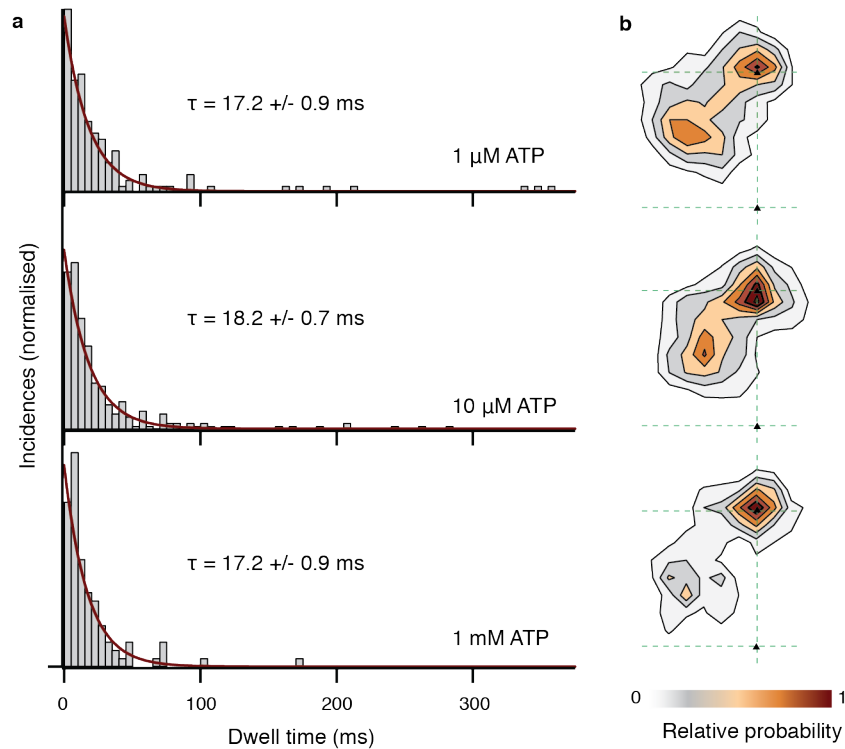 a
b
τ = 17.2 +/- 0.9 ms
1 µM ATP
τ = 18.2 +/- 0.7 ms
10 µM ATP
τ = 17.2 +/- 0.9 ms
1 mM ATP
Incidences (normalised)
0
100
200
300
Dwell time (ms)
0
1
Relative probability